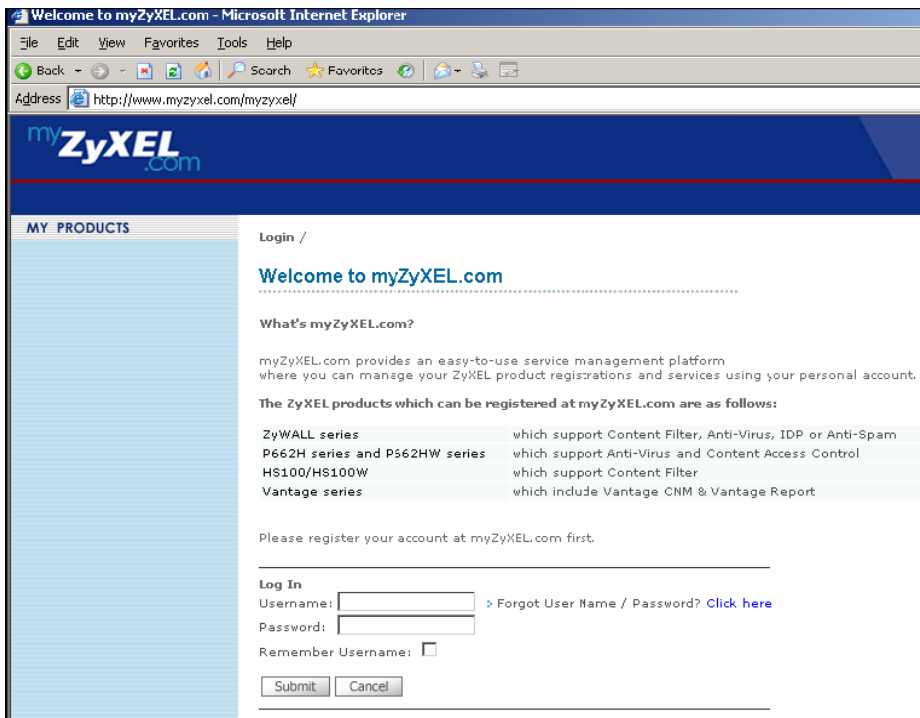 Welcome to myZyXEL.com - Microsoft Internet Explorer
File Edit View Favorites Tools Help
Back Search Favorites
Address http://www.myzyxel.com/myzyxel/
myZyXEL.com
MY PRODUCTS
Login /
Welcome to myZyXEL.com
What's myZyXEL.com?
myZyXEL.com provides an easy-to-use service management platform
where you can manage your ZyXEL product registrations and services using your personal account.
The ZyXEL products which can be registered at myZyXEL.com are as follows:
ZyWALL series which support Content Filter, Anti-Virus, IDP or Anti-Spam
P662H series and P662HW series which support Anti-Virus and Content Access Control
HS100/HS100W which support Content Filter
Vantage series which include Vantage CNM & Vantage Report
Please register your account at myZyXEL.com first.
Log In
Username: > Forgot User Name / Password? Click here
Password:
Remember Username:
Submit Cancel